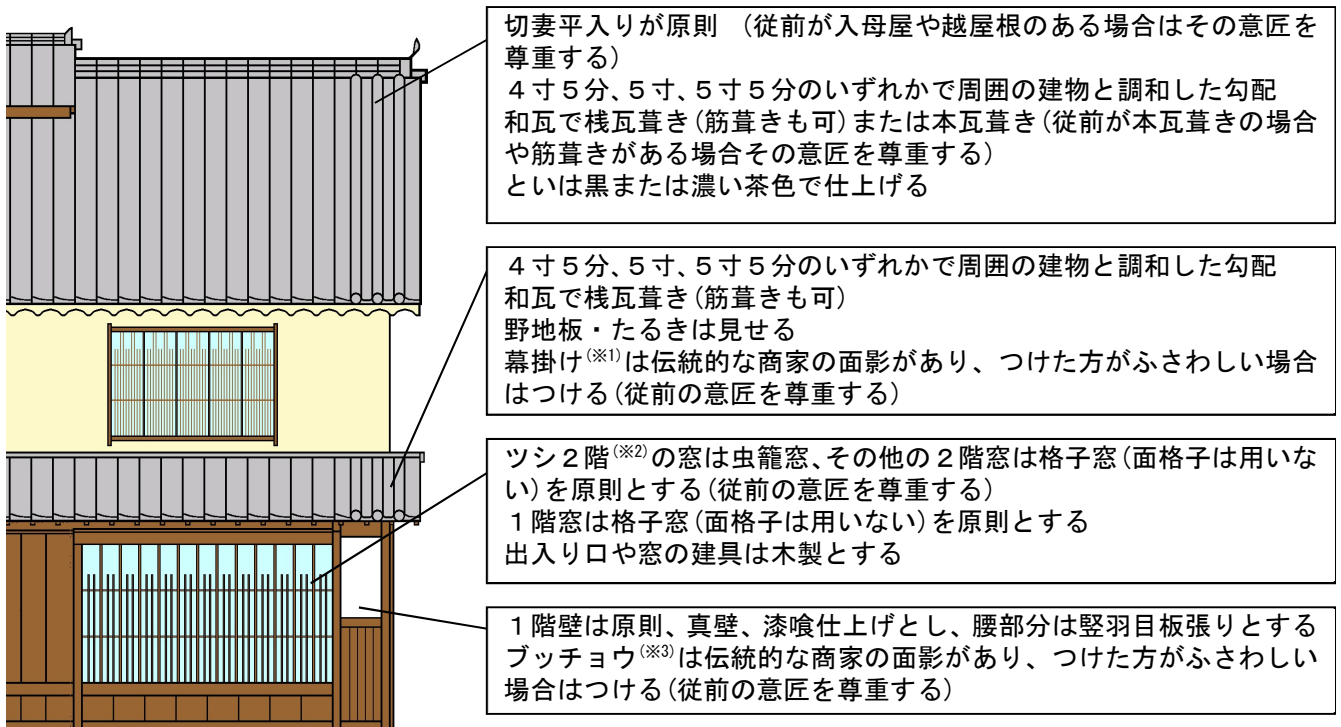 切妻平入りが原則　(従前が入母屋や越屋根のある場合はその意匠を
尊重する)
４寸５分、５寸、５寸５分のいずれかで周囲の建物と調和した勾配
和瓦で桟瓦葺き(筋葺きも可)または本瓦葺き(従前が本瓦葺きの場合
や筋葺きがある場合その意匠を尊重する)
といは黒または濃い茶色で仕上げる
４寸５分、５寸、５寸５分のいずれかで周囲の建物と調和した勾配
和瓦で桟瓦葺き(筋葺きも可)
野地板・たるきは見せる
幕掛け(※1)は伝統的な商家の面影があり、つけた方がふさわしい場合
はつける(従前の意匠を尊重する)
ツシ２階(※2)の窓は虫籠窓、その他の２階窓は格子窓(面格子は用いな
い)を原則とする(従前の意匠を尊重する)
１階窓は格子窓(面格子は用いない)を原則とする
出入り口や窓の建具は木製とする
１階壁は原則、真壁、漆喰仕上げとし、腰部分は竪羽目板張りとする
ブッチョウ(※3)は伝統的な商家の面影があり、つけた方がふさわしい
場合はつける(従前の意匠を尊重する)